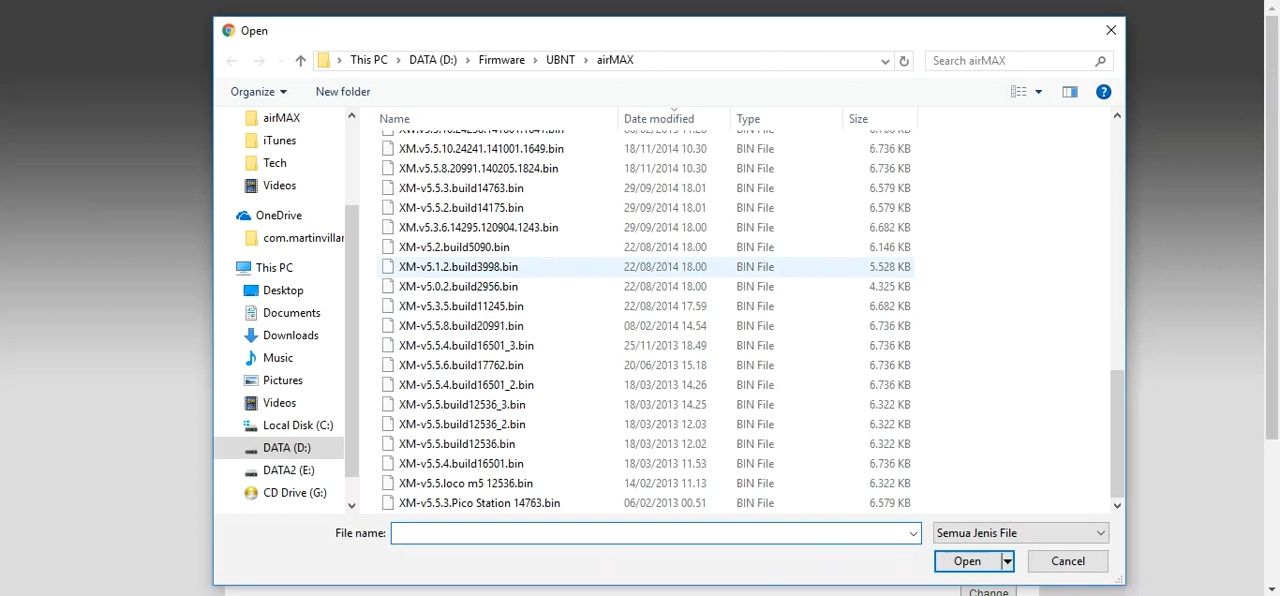 Open
This PC > DATA (D:) > Firmware > UBNT > airMAX
Search airMAX
Organize
New folder
airMAX
iTunes
Tech
Videos
OneDrive
com.martinvillar
This PC
Desktop
Documents
Downloads
Music
Pictures
Videos
Local Disk (C:)
DATA (D:)
DATA2 (E:)
CD Drive (G:)
Name Date modified Type Size
XM.v5.5.10.24241.141001.1649.bin 18/11/2014 10.30 BIN File 6.736 KB
XM.v5.5.8.20991.140205.1824.bin 18/11/2014 10.30 BIN File 6.736 KB
XM-v5.5.3.build14763.bin 29/09/2014 18.01 BIN File 6.579 KB
XM-v5.5.2.build14175.bin 29/09/2014 18.01 BIN File 6.579 KB
XM.v5.3.6.14295.120904.1243.bin 29/09/2014 18.00 BIN File 6.682 KB
XM-v5.2.build5090.bin 22/08/2014 18.00 BIN File 6.146 KB
XM-v5.1.2.build3998.bin 22/08/2014 18.00 BIN File 5.528 KB
XM-v5.0.2.build2956.bin 22/08/2014 18.00 BIN File 4.325 KB
XM-v5.3.5.build11245.bin 22/08/2014 17.59 BIN File 6.682 KB
XM-v5.5.8.build20991.bin 08/02/2014 14.54 BIN File 6.736 KB
XM-v5.5.4.build16501_3.bin 25/11/2013 18.49 BIN File 6.736 KB
XM-v5.5.6.build17762.bin 20/06/2013 15.18 BIN File 6.736 KB
XM-v5.5.4.build16501_2.bin 18/03/2013 14.26 BIN File 6.736 KB
XM-v5.5.build12536_3.bin 18/03/2013 14.25 BIN File 6.322 KB
XM-v5.5.build12536_2.bin 18/03/2013 12.03 BIN File 6.322 KB
XM-v5.5.build12536.bin 18/03/2013 12.02 BIN File 6.322 KB
XM-v5.5.4.build16501.bin 18/03/2013 11.53 BIN File 6.736 KB
XM-v5.5.loco m5 12536.bin 14/02/2013 11.13 BIN File 6.322 KB
XM-v5.5.3.Pico Station 14763.bin 06/02/2013 00.51 BIN File 6.579 KB
File name:
Semua Jenis File
Open
Cancel
Change